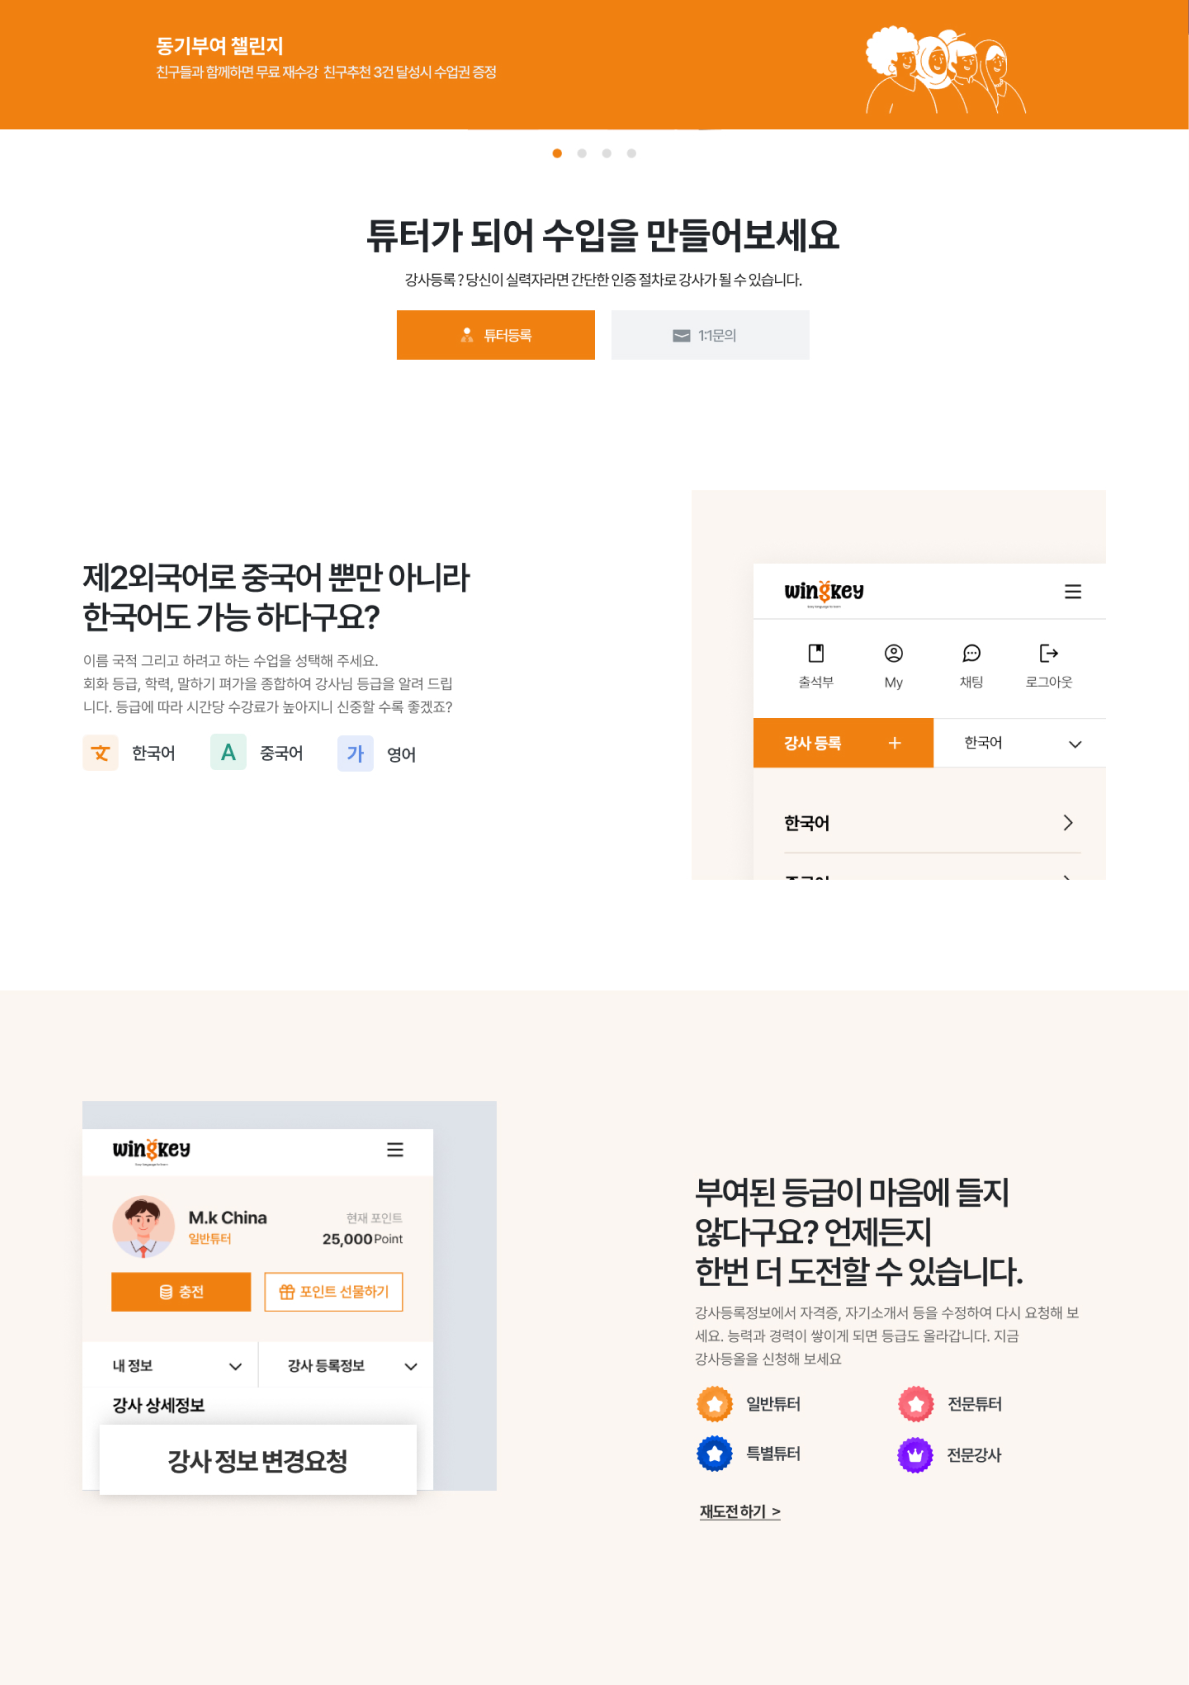 동기부여 챌린지
친구들과 함께하면 무료 재수강 친구추천 3건 달성시 수업권 증정
튜터가 되어 수입을 만들어보세요
강사등록 ? 당신이 실력자라면 간단한 인증 절차로 강사가 될 수 있습니다.
튜터등록
1:1문의
제2외국어로 중국어 뿐만 아니라
한국어도 가능 하다구요?
이름 국적 그리고 하려고 하는 수업을 선택해 주세요.
회화 등급, 학력, 말하기 펴가을 종합하여 강사님 등급을 알려 드립
니다. 등급에 따라 시간당 수강료가 높아지니 신중할 수록 좋겠죠?
文 한국어
A 중국어
가 영어
wingkey
출석부
My
채팅
로그아웃
강사 등록 +
한국어
한국어
wingkey
M.k China
일반튜터
현재 포인트
25,000 Point
충전
포인트 선물하기
내 정보
강사 등록정보
강사 상세정보
강사 정보 변경요청
부여된 등급이 마음에 들지
않다구요? 언제든지
한번 더 도전할 수 있습니다.
강사등록정보에서 자격증, 자기소개서 등을 수정하여 다시 요청해 보
세요. 능력과 경력이 쌓이게 되면 등급도 올라갑니다. 지금
강사등올을 신청해 보세요
일반튜터
전문튜터
특별튜터
전문강사
재도전 하기 >